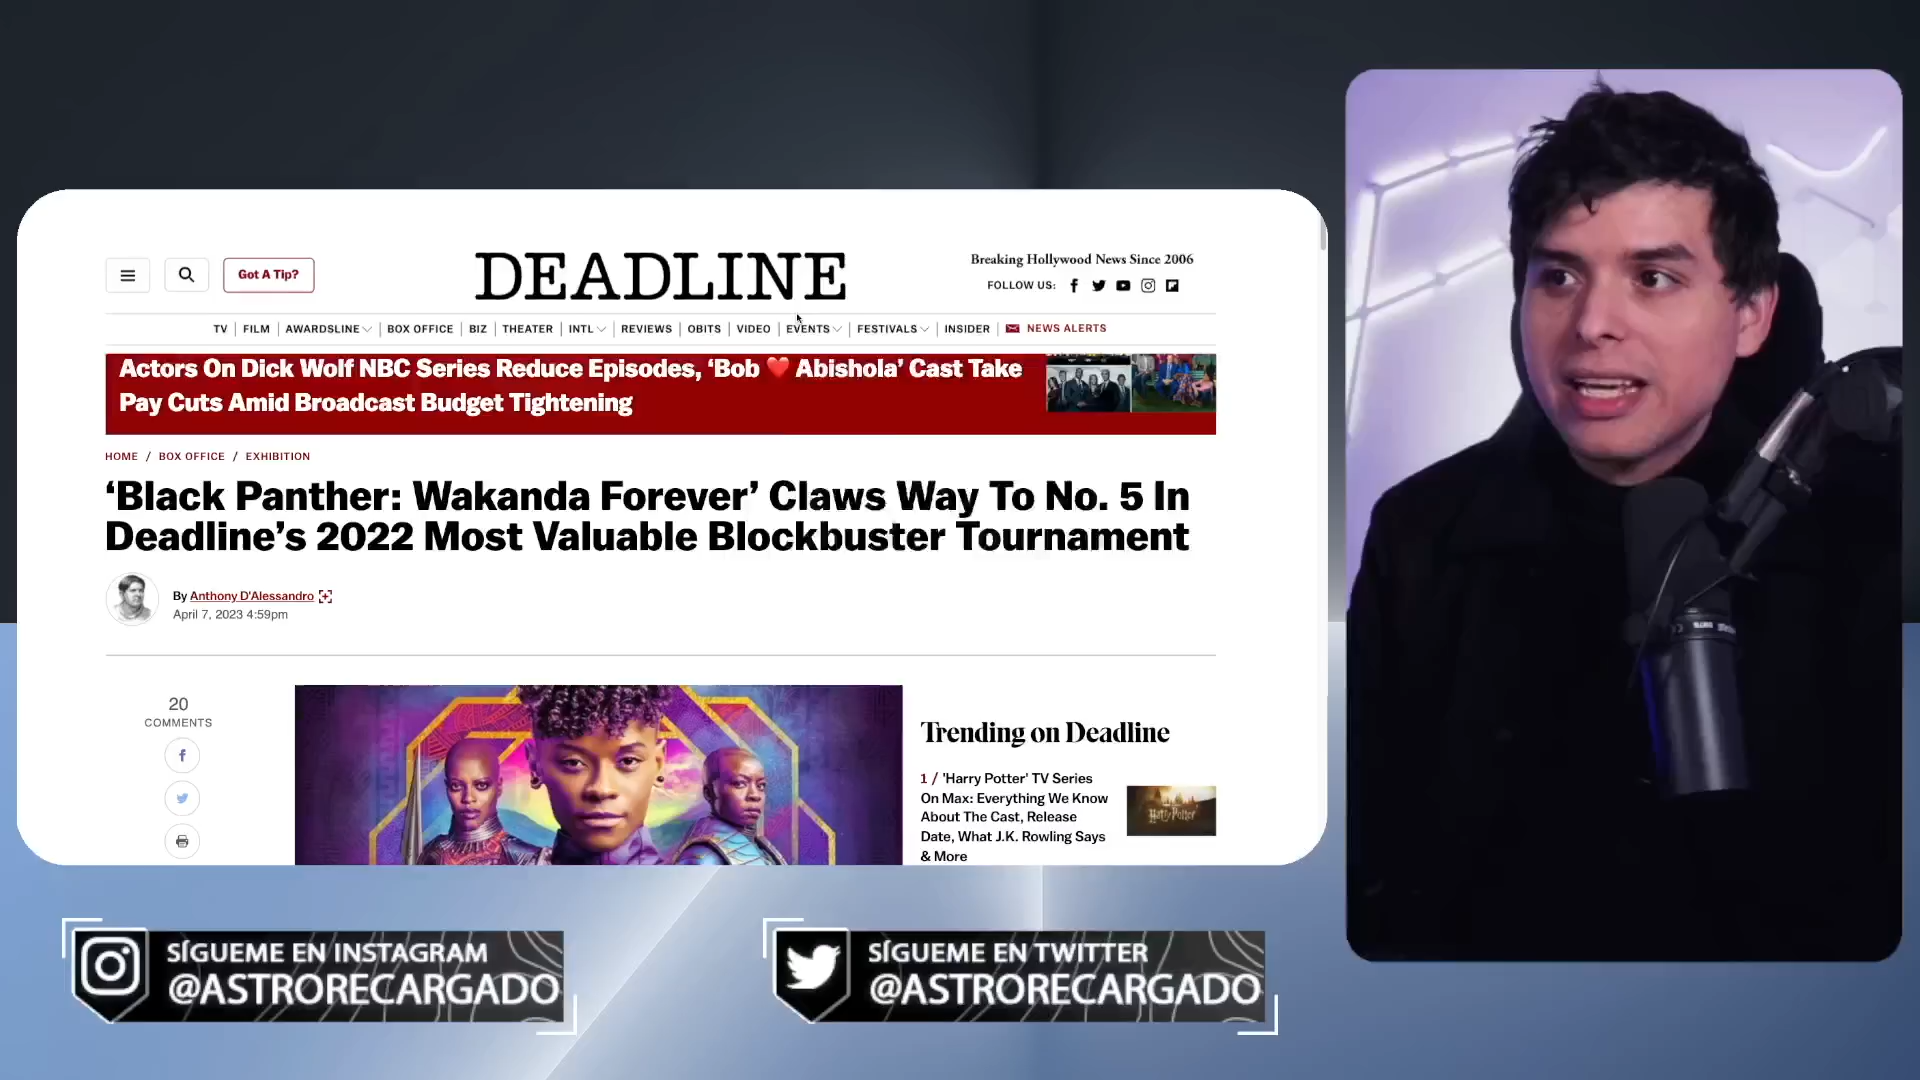 Got A Tip?
DEADLINE
Breaking Hollywood News Since 2006
FOLLOW US:
TV | FILM | AWARDSLINE | BOX OFFICE | BIZ | THEATER | INTL | REVIEWS | OBITS | VIDEO | EVENTS | FESTIVALS | INSIDER | NEWS ALERTS
Actors On Dick Wolf NBC Series Reduce Episodes, ‘Bob ❤️ Abishola’ Cast Take
Pay Cuts Amid Broadcast Budget Tightening
HOME / BOX OFFICE / EXHIBITION
‘Black Panther: Wakanda Forever’ Claws Way To No. 5 In
Deadline’s 2022 Most Valuable Blockbuster Tournament
By Anthony D'Alessandro
April 7, 2023 4:59pm
20
COMMENTS
Trending on Deadline
1 / 'Harry Potter' TV Series
On Max: Everything We Know
About The Cast, Release
Date, What J.K. Rowling Says
& More
Harry Potter
SÍGUEME EN INSTAGRAM
@ASTRORECARGADO
SÍGUEME EN TWITTER
@ASTRORECARGADO